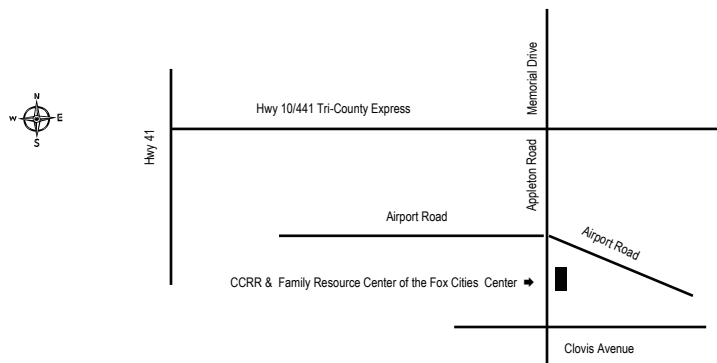 Memorial Drive
N
W E
S
Hwy 10/441 Tri-County Express
Hwy 41
Appleton Road
Airport Road
Airport Road
CCRR & Family Resource Center of the Fox Cities Center
Clovis Avenue